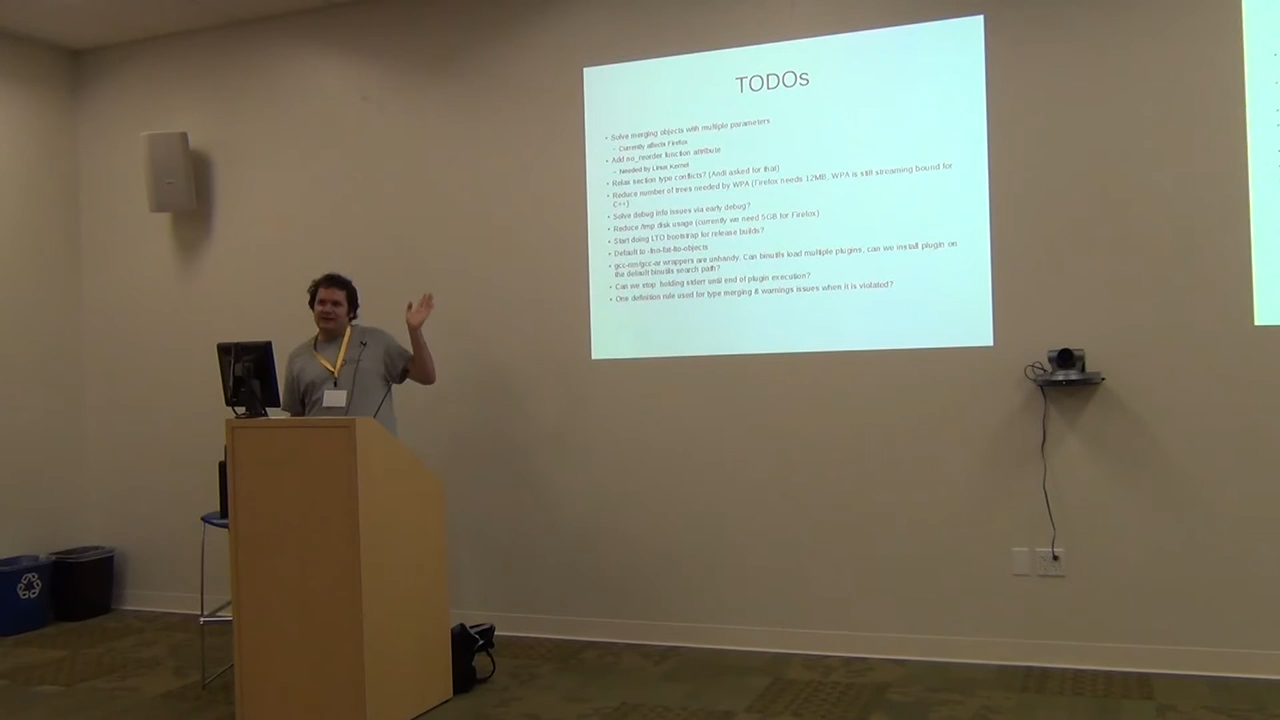 TODOs
• Solve merging objects with multiple parameters
– Currently affects Firefox
• Add no_reorder function attribute
– Needed by Linux Kernel
• Relax section type conflicts? (Andi asked for that)
• Reduce number of trees needed by WPA (Firefox needs 12MB, WPA is still streaming bound for
C++)
• Solve debug info issues via early debug?
• Reduce /tmp disk usage (currently we need 5GB for Firefox)
• Start doing LTO bootstrap for release builds?
• Default to -fno-fat-lto-objects
• gcc-nm/gcc-ar wrappers are unhandy. Can binutils load multiple plugins, can we install plugin on
the default binutils search path?
• Can we stop holding stderr until end of plugin execution?
• One definition rule used for type merging & warnings issues when it is violated?